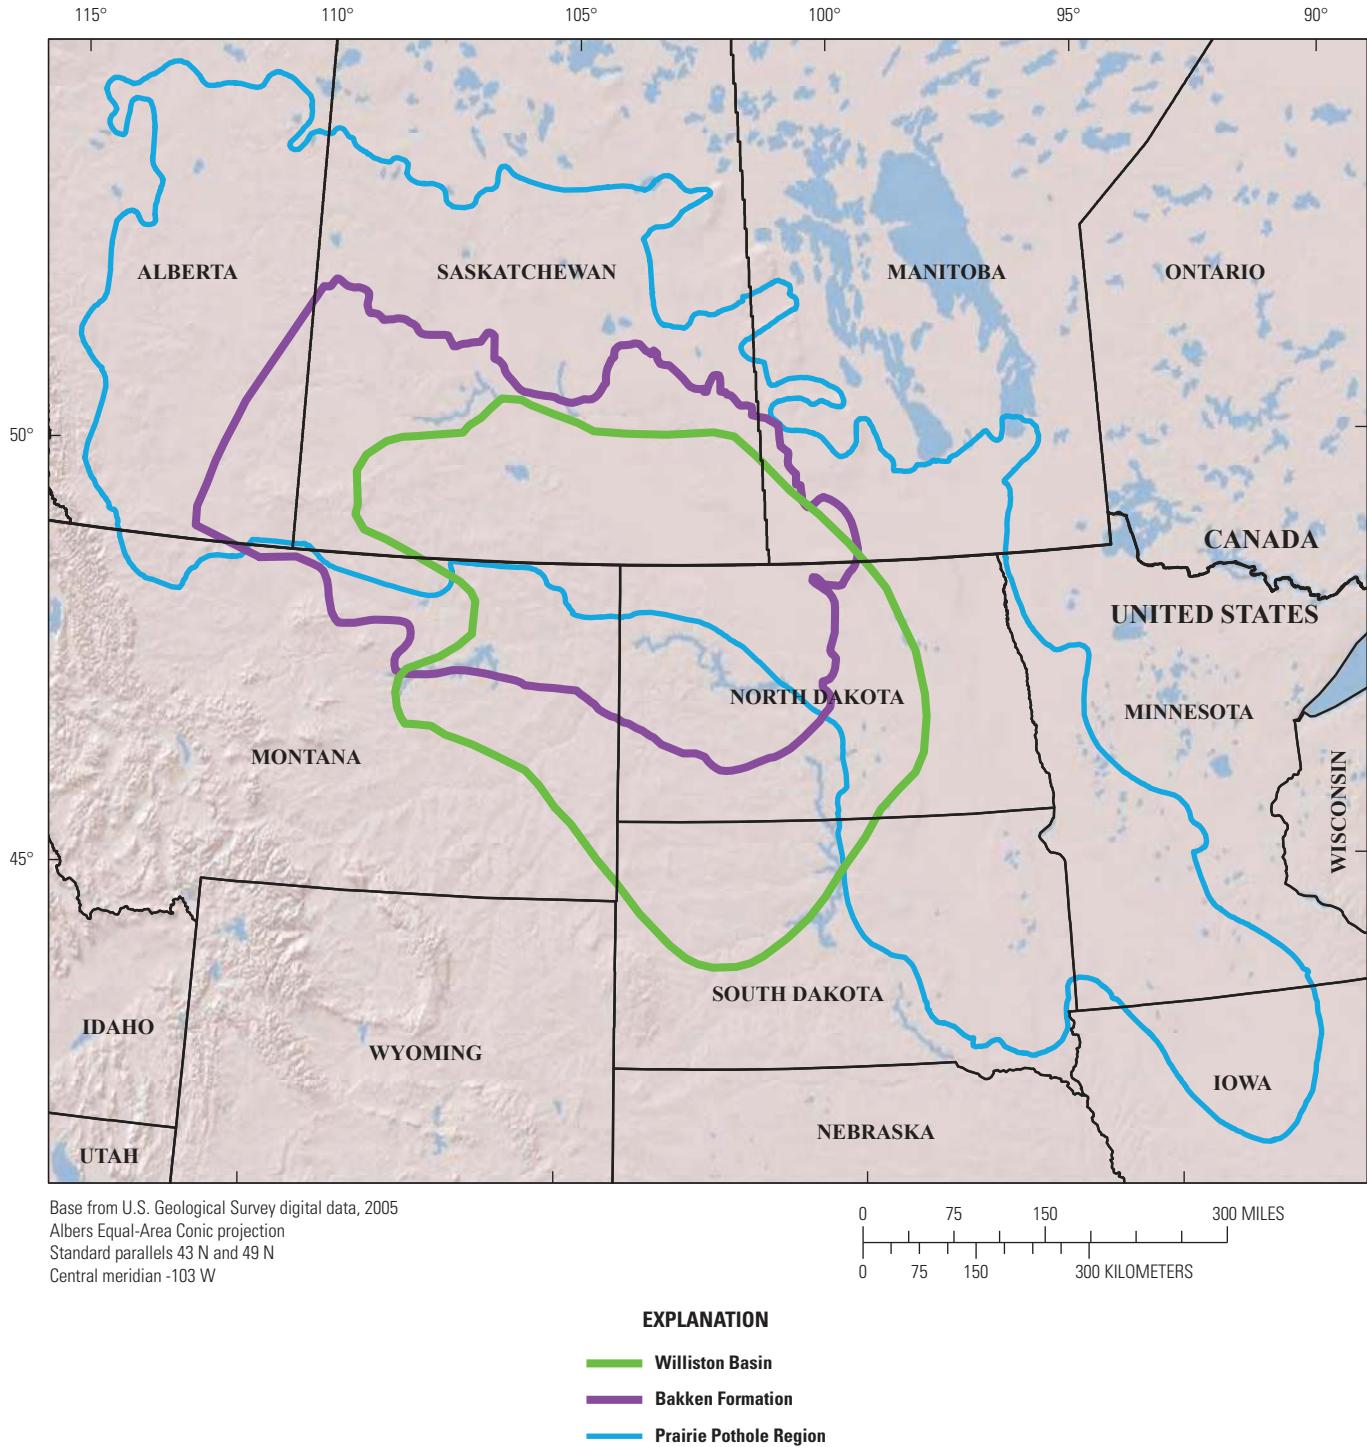 115°
110°
105°
100°
95°
90°
ALBERTA
SASKATCHEWAN
MANITOBA
ONTARIO
50°
CANADA
UNITED STATES
NORTH DAKOTA
MINNESOTA
MONTANA
WISCONSIN
45°
SOUTH DAKOTA
IDAHO
WYOMING
IOWA
NEBRASKA
UTAH
Base from U.S. Geological Survey digital data, 2005
Albers Equal-Area Conic projection
Standard parallels 43 N and 49 N
Central meridian -103 W
0 75 150 300 MILES
0 75 150 300 KILOMETERS
EXPLANATION
Williston Basin
Bakken Formation
Prairie Pothole Region